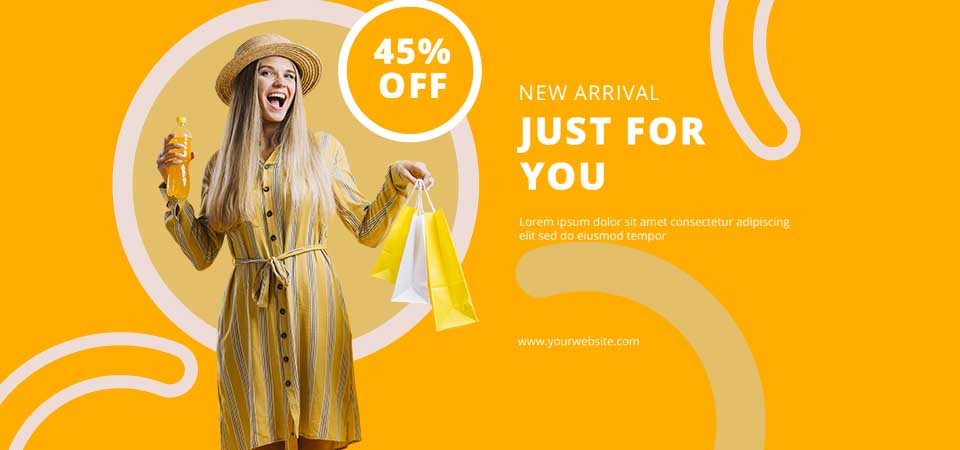 45%
OFF
NEW ARRIVAL
JUST FOR
YOU
Lorem ipsum dolor sit amet consectetur adipiscing
elit sed do eiusmod tempor
www.yourwebsite.com